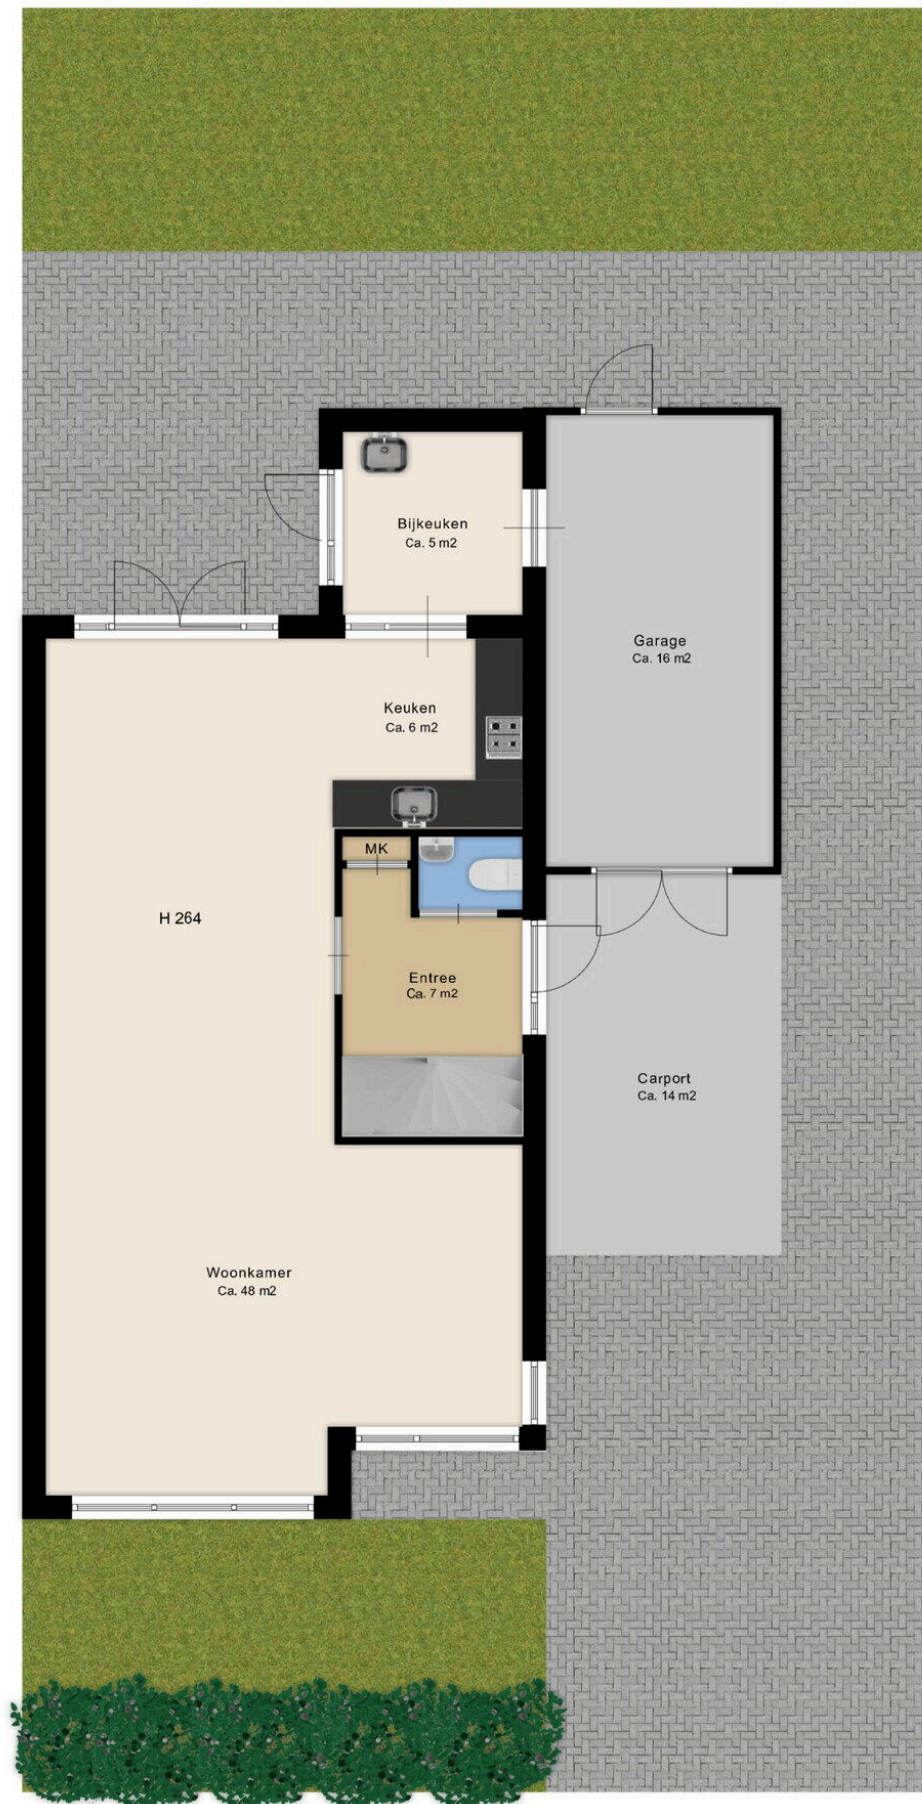 Bijkeuken
Ca. 5 m2
Garage
Ca. 16 m2
Keuken
Ca. 6 m2
MK
H 264
Entree
Ca. 7 m2
Carport
Ca. 14 m2
Woonkamer
Ca. 48 m2